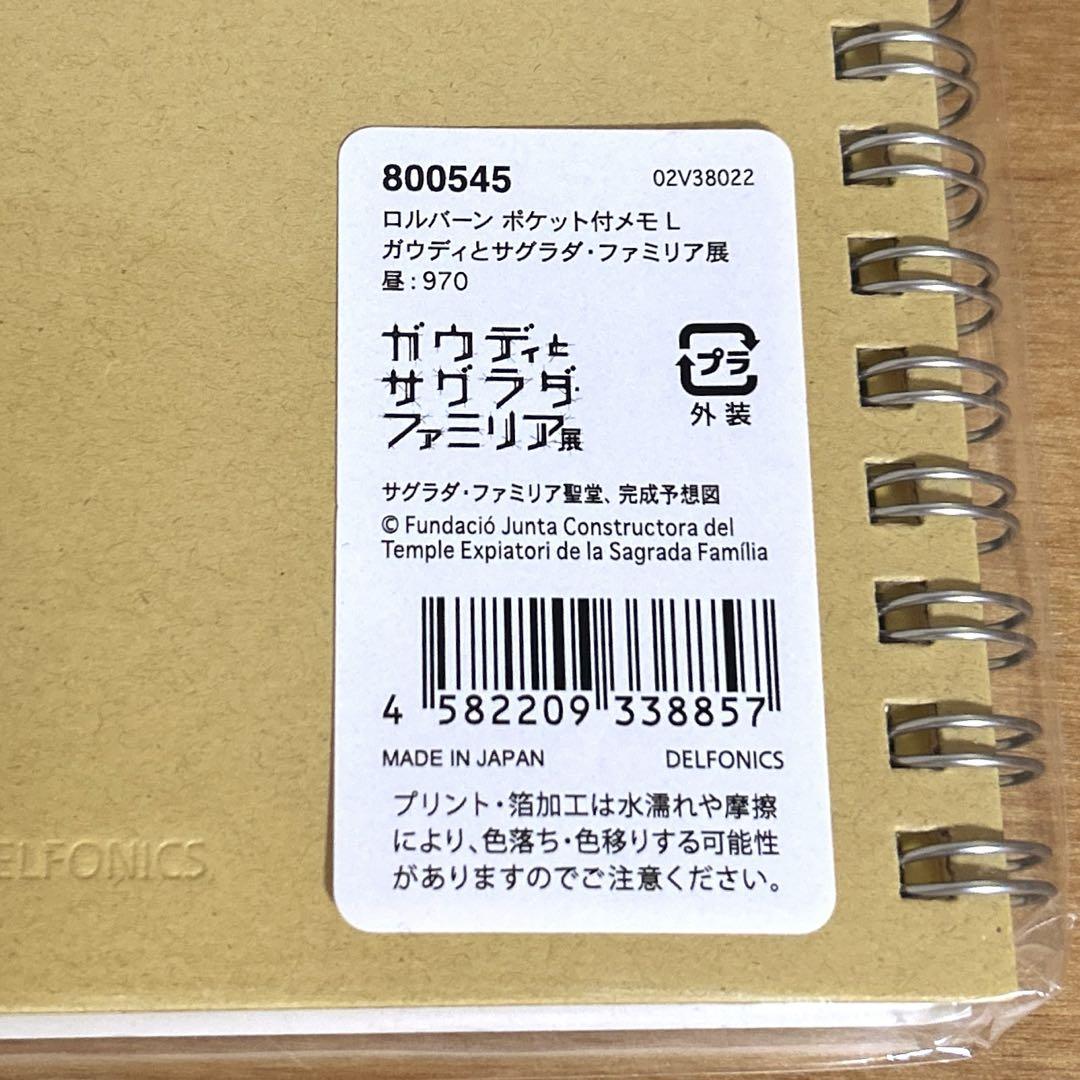 800545 02V38022
ロルバーン ポケット付メモ L
ガウディとサグラダ・ファミリア展
昼:970
ガウディと
サグラダ・
ファミリア展
プラ
外装
サグラダ・ファミリア聖堂、完成予想図
© Fundació Junta Constructora del
Temple Expiatori de la Sagrada Família
4 582209 338857
MADE IN JAPAN DELFONICS
プリント・箔加工は水濡れや摩擦
により、色落ち・色移りする可能性
がありますのでご注意ください。
DELFONICS